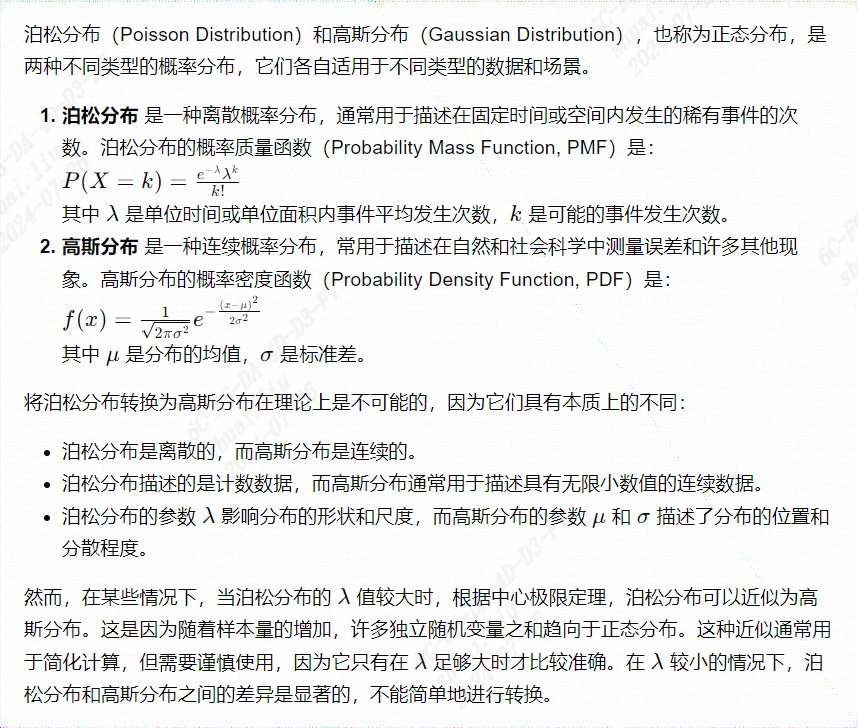 泊松分布（Poisson Distribution）和高斯分布（Gaussian Distribution），也称为正态分布，是
两种不同类型的概率分布，它们各自适用于不同类型的数据和场景。
1. 泊松分布 是一种离散概率分布，通常用于描述在固定时间或空间内发生的稀有事件的次
数。泊松分布的概率质量函数（Probability Mass Function, PMF）是：
P(X = k) = \frac{e^{-λ}λ^k}{k!}
其中 λ 是单位时间或单位面积内事件平均发生次数，k 是可能的事件发生次数。
2. 高斯分布 是一种连续概率分布，常用于描述在自然和社会科学中测量误差和许多其他现
象。高斯分布的概率密度函数（Probability Density Function, PDF）是：
f(x) = \frac{1}{\sqrt{2πσ^2}} e^{-\frac{(x-μ)^2}{2σ^2}}
其中 μ 是分布的均值，σ 是标准差。
将泊松分布转换为高斯分布在理论上是不可能的，因为它们具有本质上的不同：
• 泊松分布是离散的，而高斯分布是连续的。
• 泊松分布描述的是计数数据，而高斯分布通常用于描述具有无限小数值的连续数据。
• 泊松分布的参数 λ 影响分布的形状和尺度，而高斯分布的参数 μ 和 σ 描述了分布的位置和
分散程度。
然而，在某些情况下，当泊松分布的 λ 值较大时，根据中心极限定理，泊松分布可以近似为高
斯分布。这是因为随着样本量的增加，许多独立随机变量之和趋向于正态分布。这种近似通常用
于简化计算，但需要谨慎使用，因为它只有在 λ 足够大时才比较准确。在 λ 较小的情况下，泊
松分布和高斯分布之间的差异是显著的，不能简单地进行转换。